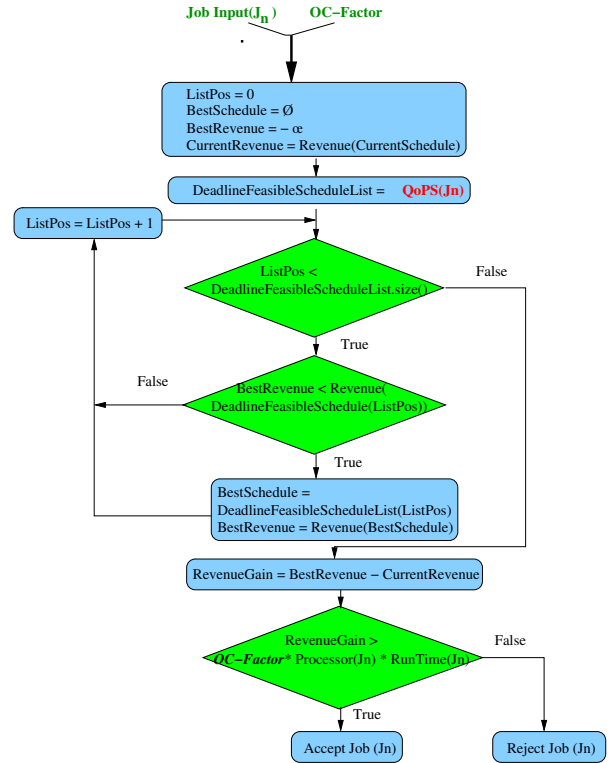 Job Input(Jn ) OC−Factor
ListPos = 0
BestSchedule = Ø
BestRevenue = − œ
CurrentRevenue = Revenue(CurrentSchedule)
DeadlineFeasibleScheduleList = QoPS(Jn)
ListPos = ListPos + 1
ListPos <
DeadlineFeasibleScheduleList.size()
False
True
BestRevenue < Revenue(
DeadlineFeasibleSchedule(ListPos))
False
True
BestSchedule =
DeadlineFeasibleScheduleList(ListPos)
BestRevenue = Revenue(BestSchedule)
RevenueGain = BestRevenue − CurrentRevenue
RevenueGain >
OC−Factor* Processor(Jn) * RunTime(Jn)
False
True
Accept Job (Jn)
Reject Job (Jn)